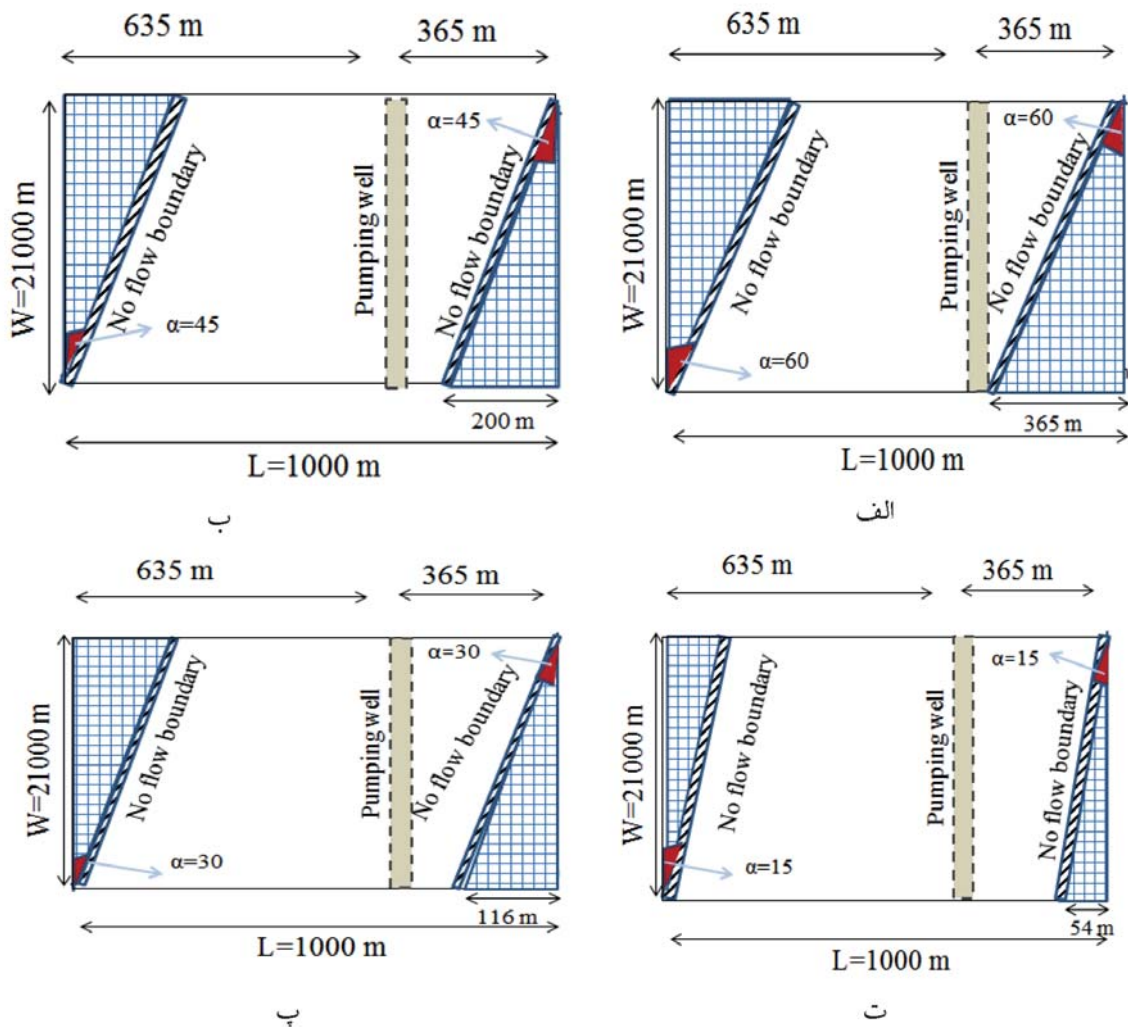 635 m 365 m
W=21000 m
α=45
No flow boundary
Pumping well
No flow boundary
α=45
200 m
L=1000 m
ب
635 m 365 m
W=21000 m
α=60
No flow boundary
Pumping well
No flow boundary
α=60
365 m
L=1000 m
الف
635 m 365 m
W=21000 m
α=30
No flow boundary
Pumping well
No flow boundary
α=30
116 m
L=1000 m
پ
635 m 365 m
W=21000 m
α=15
No flow boundary
Pumping well
No flow boundary
α=15
54 m
L=1000 m
ت